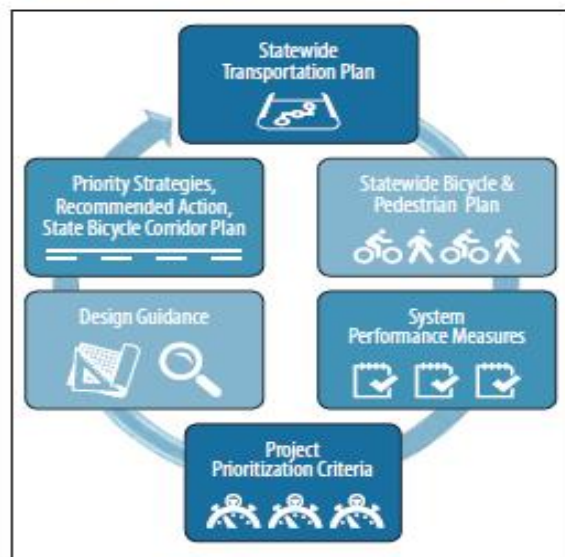 Statewide
Transportation Plan
Statewide Bicycle &
Pedestrian Plan
System
Performance Measures
Project
Prioritization Criteria
Design Guidance
Priority Strategies,
Recommended Action,
State Bicycle Corridor Plan